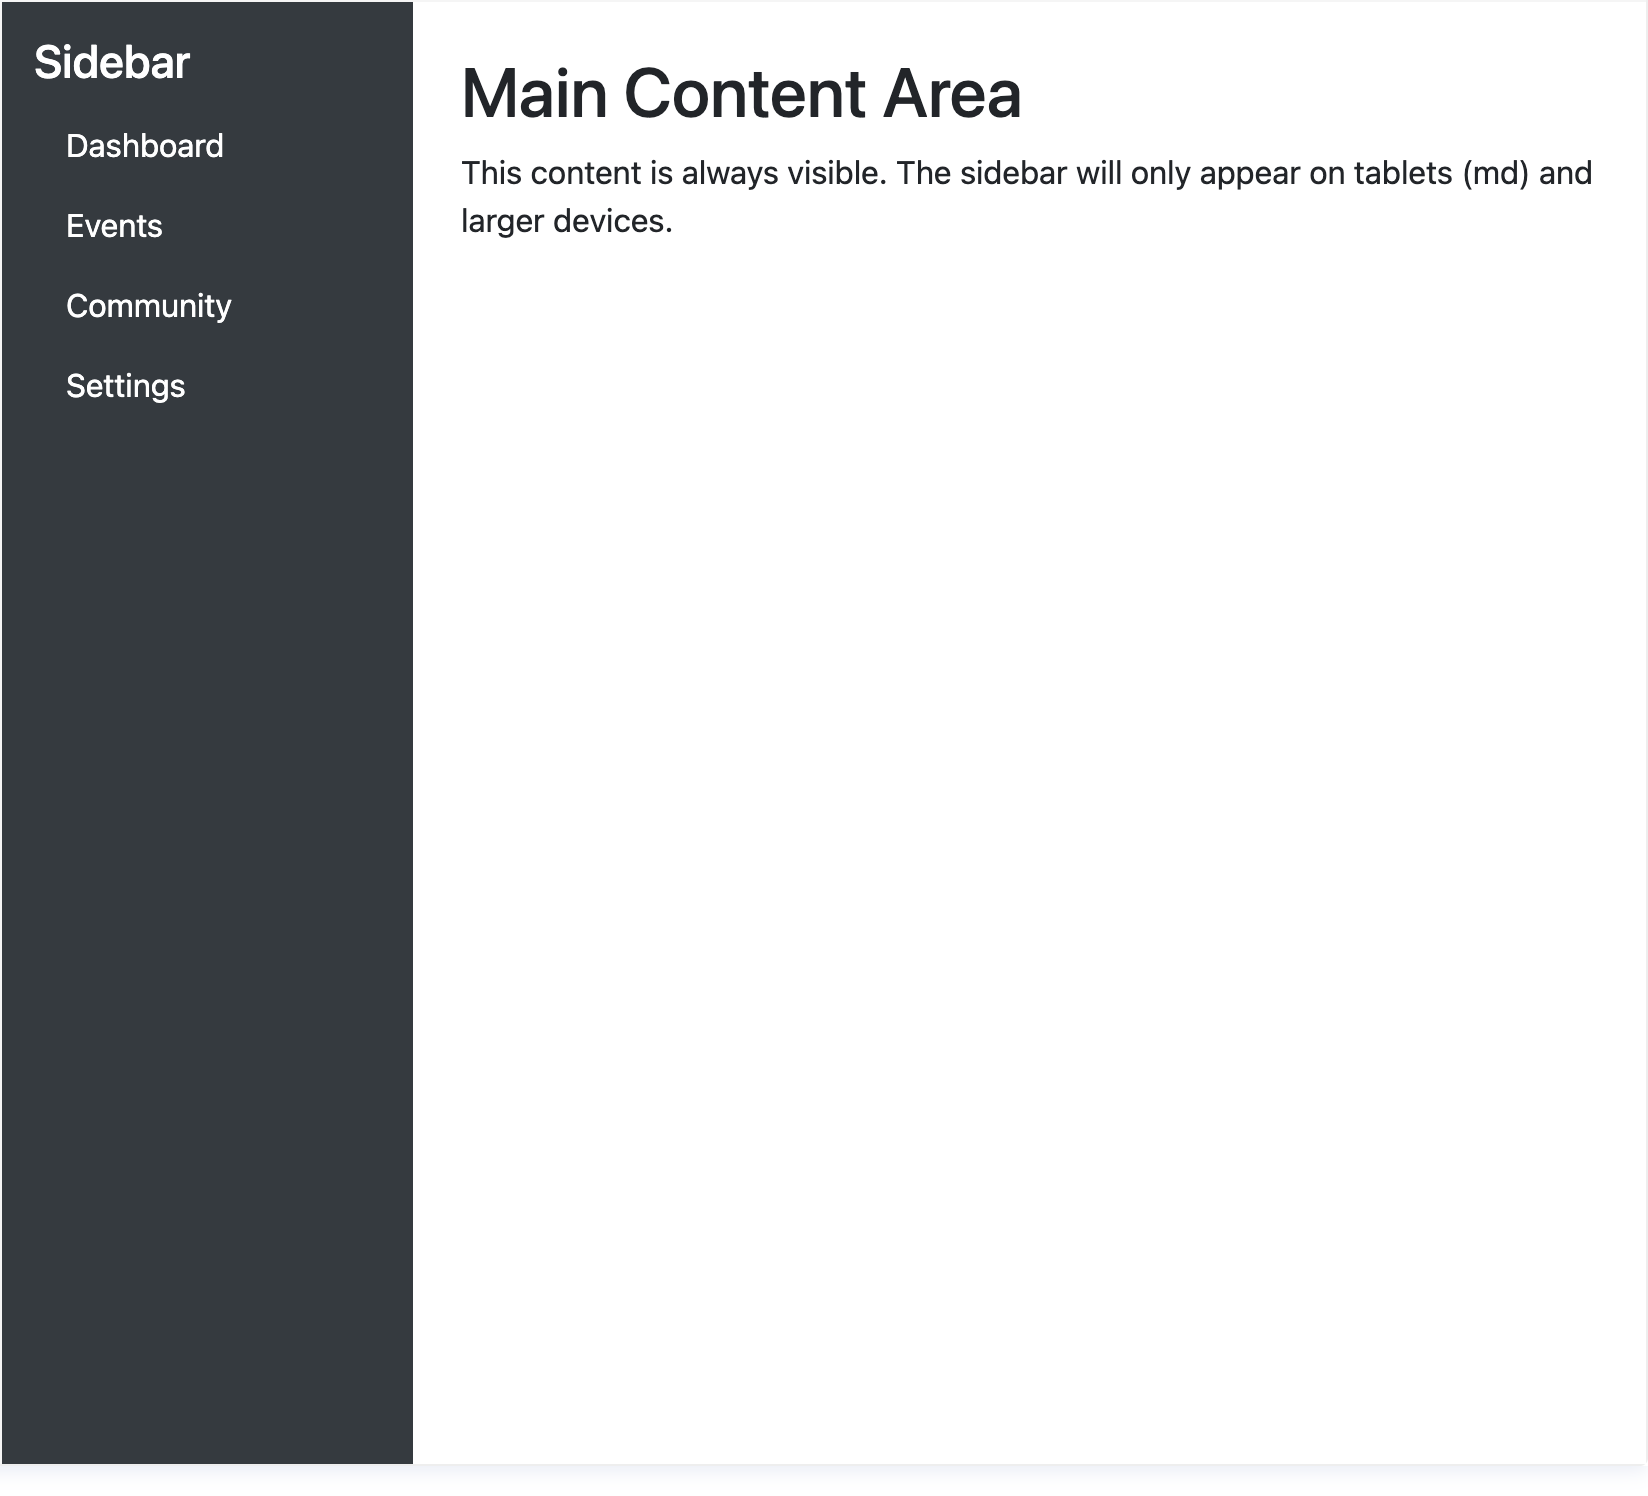 Sidebar
Dashboard
Events
Community
Settings
Main Content Area
This content is always visible. The sidebar will only appear on tablets (md) and
larger devices.